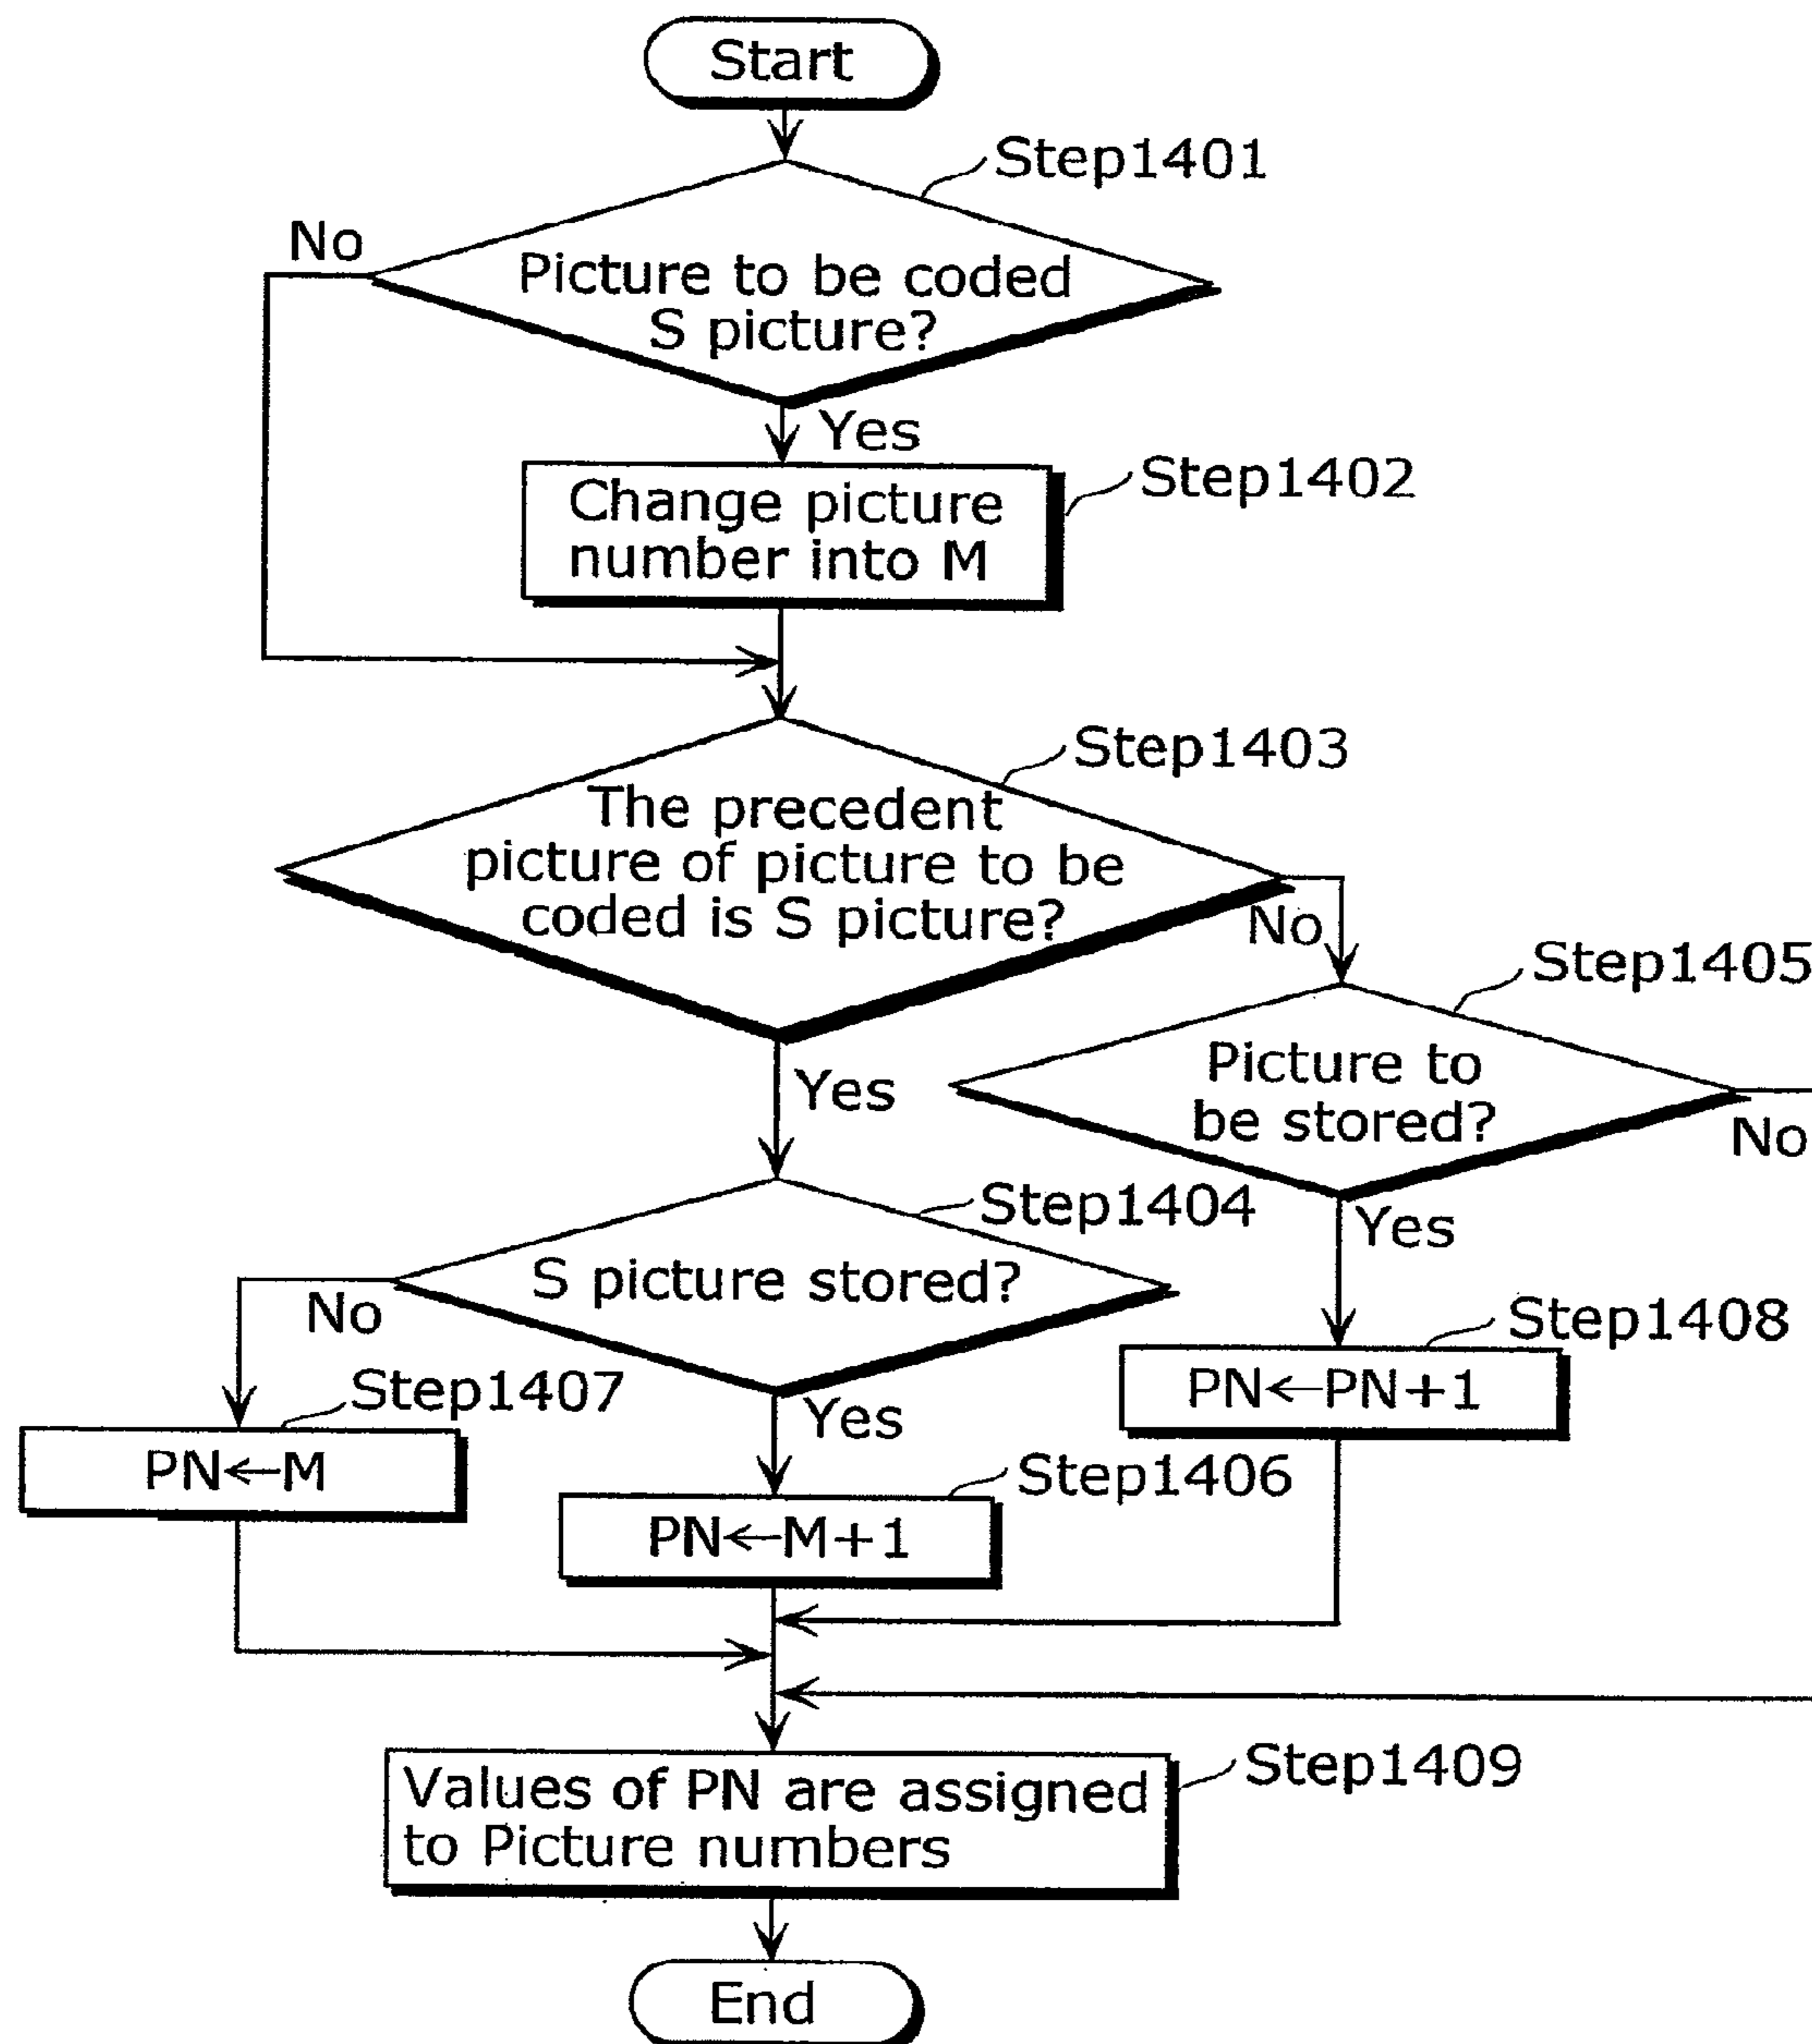 Start
Step1401
No
Picture to be coded
S picture?
Yes
Step1402
Change picture
number into M
Step1403
The precedent
picture of picture to be
coded is S picture?
No
Step1405
Yes
Picture to
be stored?
No
Step1404
Yes
S picture stored?
No
Step1408
PN←PN+1
Step1407
Yes
PN←M
Step1406
PN←M+1
Step1409
Values of PN are assigned
to Picture numbers
End